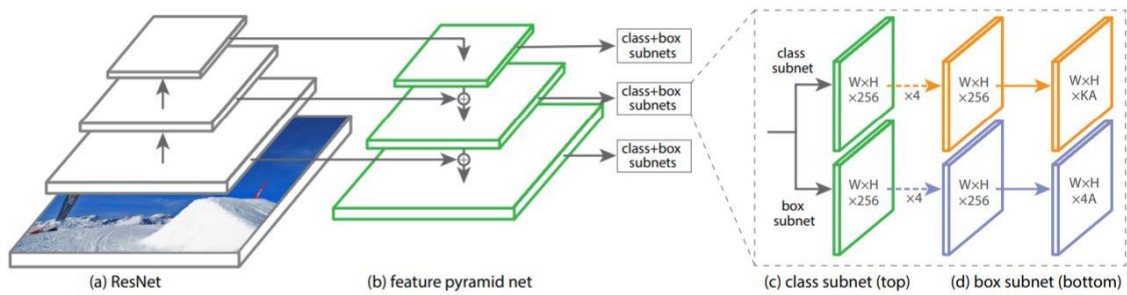 class+box
subnets
class+box
subnets
class+box
subnets
class
subnet
W×H
×256
×4
W×H
×256
W×H
×KA
box
subnet
W×H
×256
×4
W×H
×256
W×H
×4A
(a) ResNet
(b) feature pyramid net
(c) class subnet (top)
(d) box subnet (bottom)